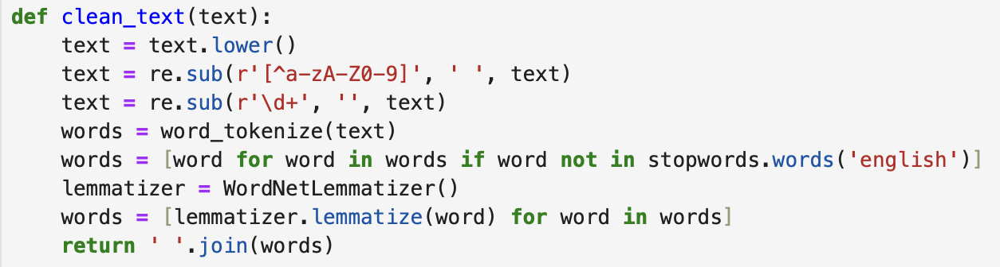 def clean_text(text):
    text = text.lower()
    text = re.sub(r'[^a-zA-Z0-9]', ' ', text)
    text = re.sub(r'\d+', '', text)
    words = word_tokenize(text)
    words = [word for word in words if word not in stopwords.words('english')]
    lemmatizer = WordNetLemmatizer()
    words = [lemmatizer.lemmatize(word) for word in words]
    return ' '.join(words)